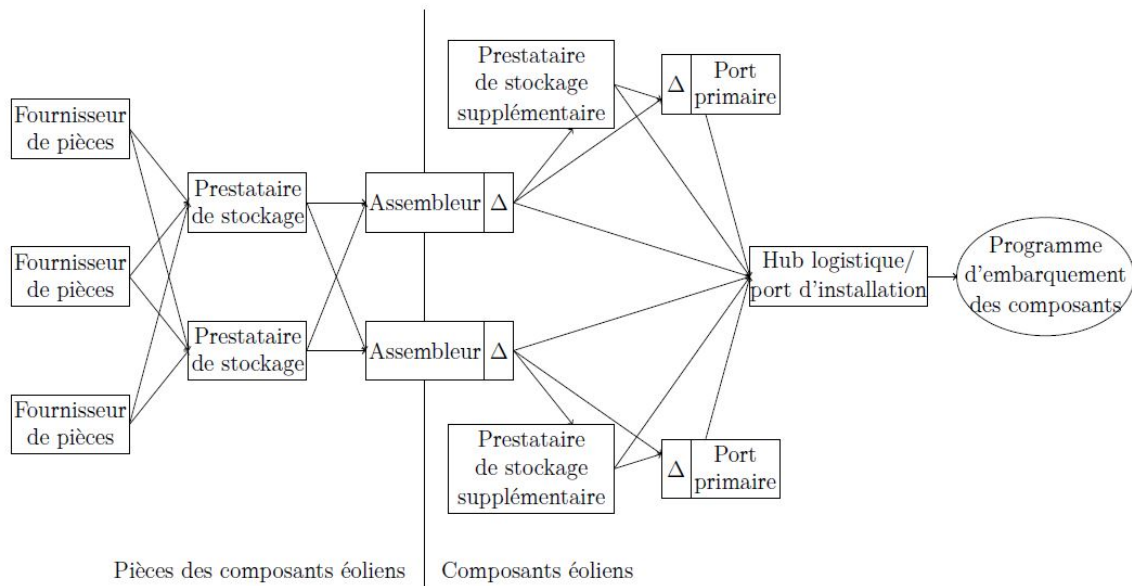 Fournisseur
de pièces
Fournisseur
de pièces
Fournisseur
de pièces
Prestataire
de stockage
Prestataire
de stockage
Assembleur Δ
Assembleur Δ
Prestataire
de stockage
supplémentaire
Δ Port
primaire
Prestataire
de stockage
supplémentaire
Δ Port
primaire
Hub logistique/
port d'installation
Programme
d'embarquement
des composants
Pièces des composants éoliens
Composants éoliens